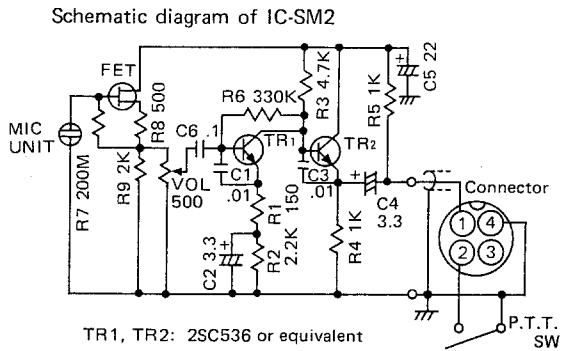 Schematic diagram of IC-SM2
FET
R8 500
R6 330K
R3 4.7K
R5 1K
C5 22
+
MIC
UNIT
R7 200M
R9 2K
VOL
500
C6 .1
TR1
C1
.01
R1
150
C3
.01
TR2
+
C4
3.3
Connector
1
4
2
3
C2 3.3
+
R2
2.2K
R4 1K
P.T.T.
SW
TR1, TR2: 2SC536 or equivalent